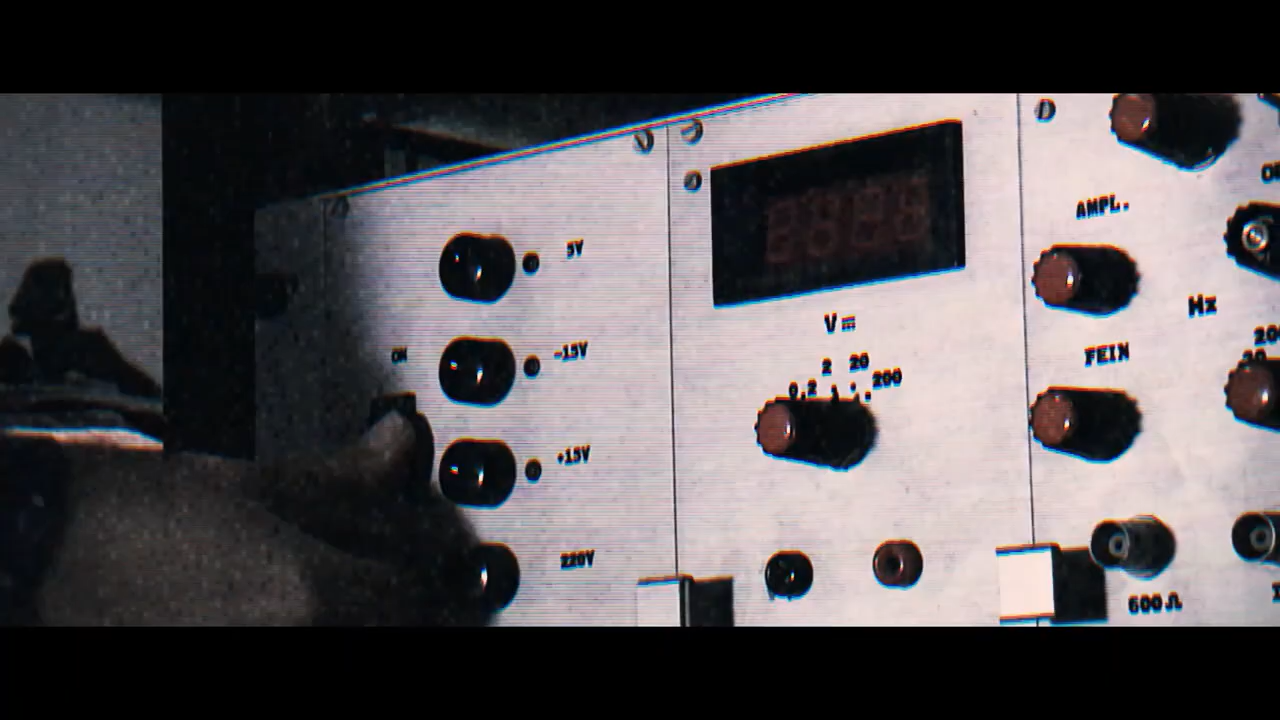 5V
-15V
ON
+15V
220V
V
2 20
0,2 200
AMPL.
Hz
FEIN
600Ω